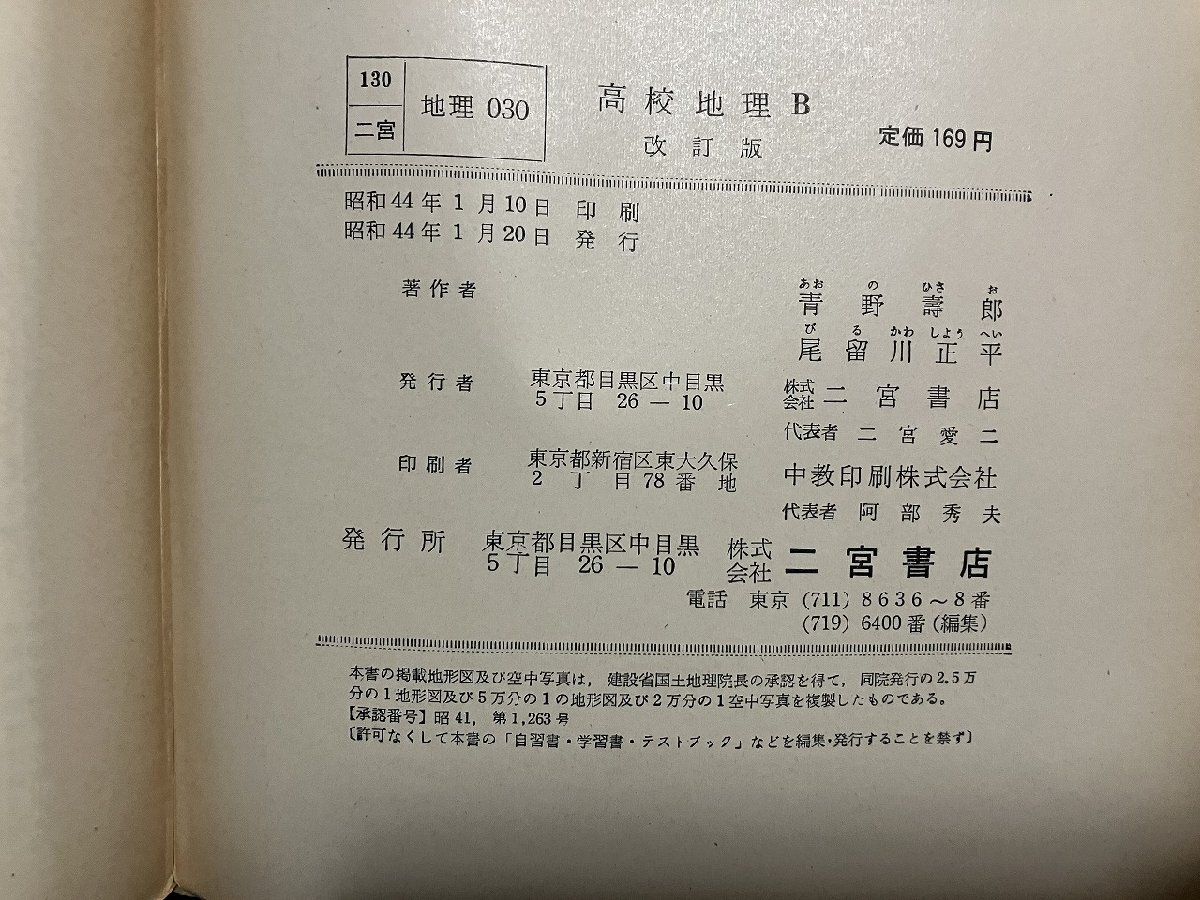 130
二宮
地理 030
高校地理B
改訂版
定価 169 円
昭和 44 年 1 月 10 日 印刷
昭和 44 年 1 月 20 日 発行
著作者
あお の ひさ お
青野壽郎
び る かわ しよう へい
尾留川正平
発行者 東京都目黒区中目黒 5丁目 26 — 10 株式会社 二宮書店
代表者 二宮愛二
印刷者 東京都新宿区東大久保 2丁目 78 番地 中教印刷株式会社
代表者 阿部秀夫
発行所 東京都目黒区中目黒 5丁目 26 — 10 株式会社 二宮書店
電話 東京 (711) 8636～8番
(719) 6400番 (編集)
本書の掲載地形図及び空中写真は，建設省国土地理院長の承認を得て，同院発行の2.5万
分の1地形図及び5万分の1の地形図及び2万分の1空中写真を複製したものである。
【承認番号】昭 41，第 1,263 号
〔許可なくして本書の「自習書・学習書・テストブック」などを編集・発行することを禁ず〕